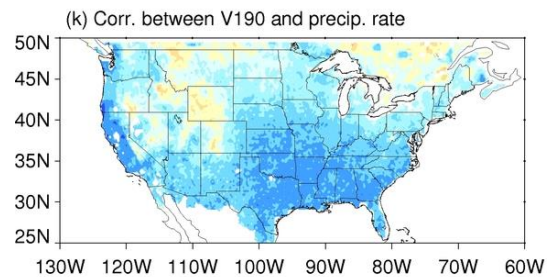 (k) Corr. between V190 and precip. rate
50N
45N
40N
35N
30N
25N
130W 120W 110W 100W 90W 80W 70W 60W